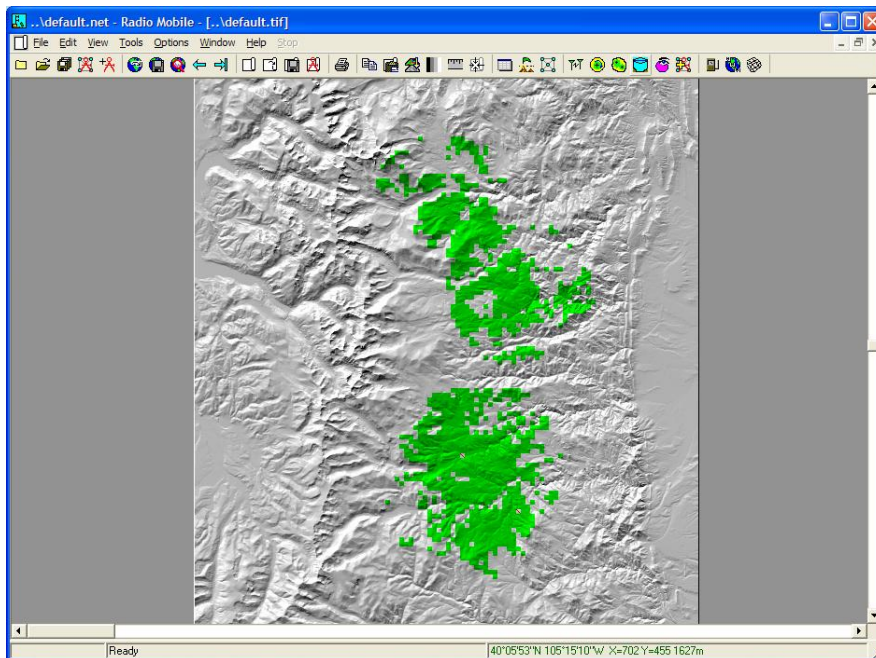 ..\default.net - Radio Mobile - [..\default.tif]
File Edit View Tools Options Window Help Stop
Ready
40°05'53"N 105°15'10"W X=702 Y=455 1627m